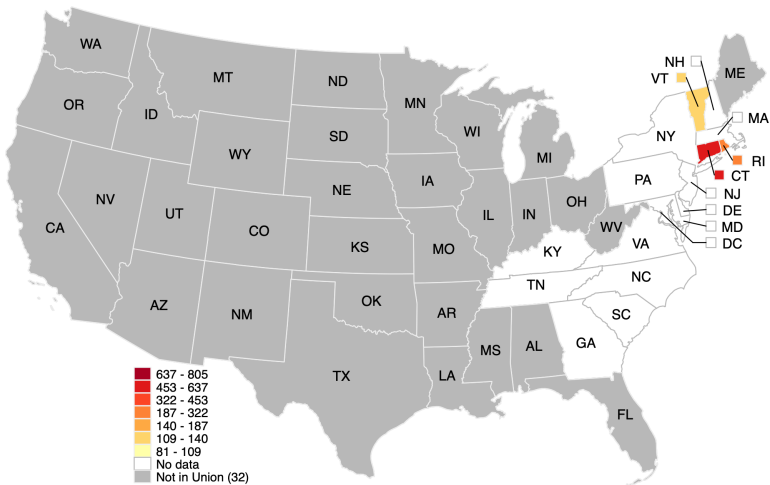 WA
MT
ND
MN
NH
ME
VT
OR
ID
SD
WI
MI
NY
MA
WY
RI
CT
IA
PA
NE
NJ
NV
UT
OH
DE
IL
IN
MD
CA
CO
WV
DC
KS
MO
KY
VA
NC
TN
OK
AZ
NM
AR
SC
MS
AL
GA
TX
LA
FL
637 - 805
453 - 637
322 - 453
187 - 322
140 - 187
109 - 140
81 - 109
No data
Not in Union (32)